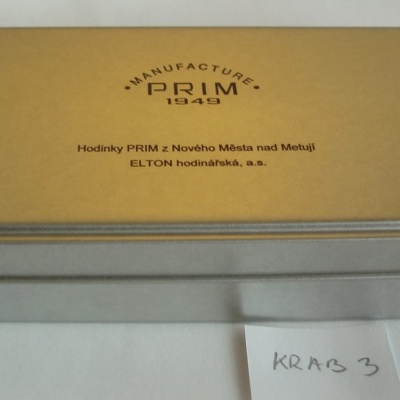 • MANUFACTURE •
PRIM
1949
Hodinky PRIM z Nového Města nad Metují
ELTON hodinářská, a.s.
KRAB 3